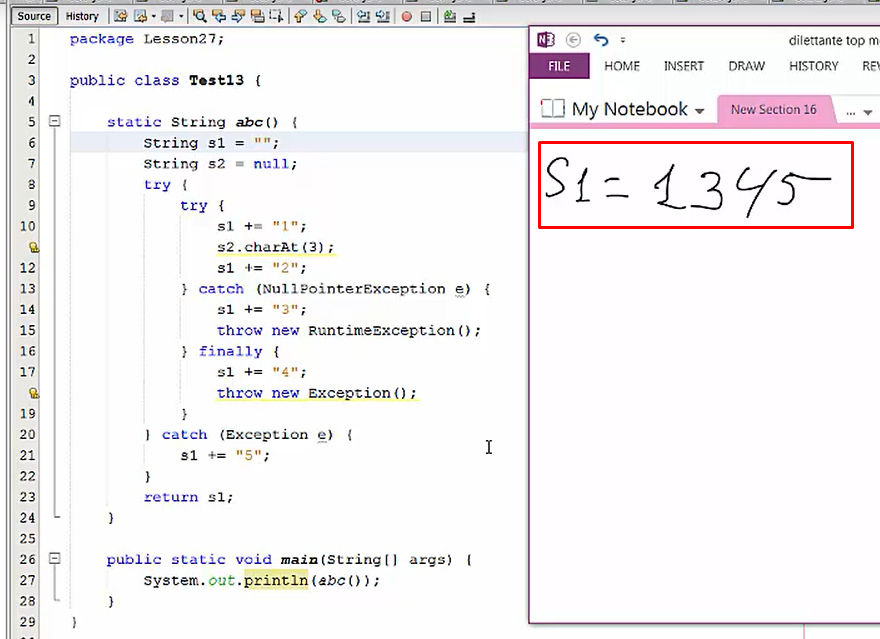 Source History
1 package Lesson27;
2
3 public class Test13 {
4
5 static String abc() {
6 String s1 = "";
7 String s2 = null;
8 try {
9 try {
10 s1 += "1";
s2.charAt(3);
12 s1 += "2";
13 } catch (NullPointerException e) {
14 s1 += "3";
15 throw new RuntimeException();
16 } finally {
17 s1 += "4";
throw new Exception();
19 }
20 } catch (Exception e) {
21 s1 += "5";
22 }
23 return s1;
24 }
25
26 public static void main(String[] args) {
27 System.out.println(abc());
28 }
29 }
dilettante top m
FILE HOME INSERT DRAW HISTORY RE
My Notebook New Section 16 ...
S1 = 1345